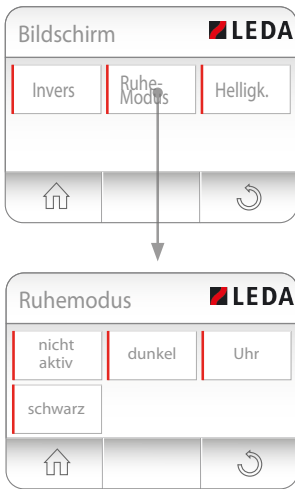 Bildschirm
LEDA
Invers
Ruhe-
Modus
Helligk.
Ruhemodus
LEDA
nicht
aktiv
dunkel
Uhr
schwarz